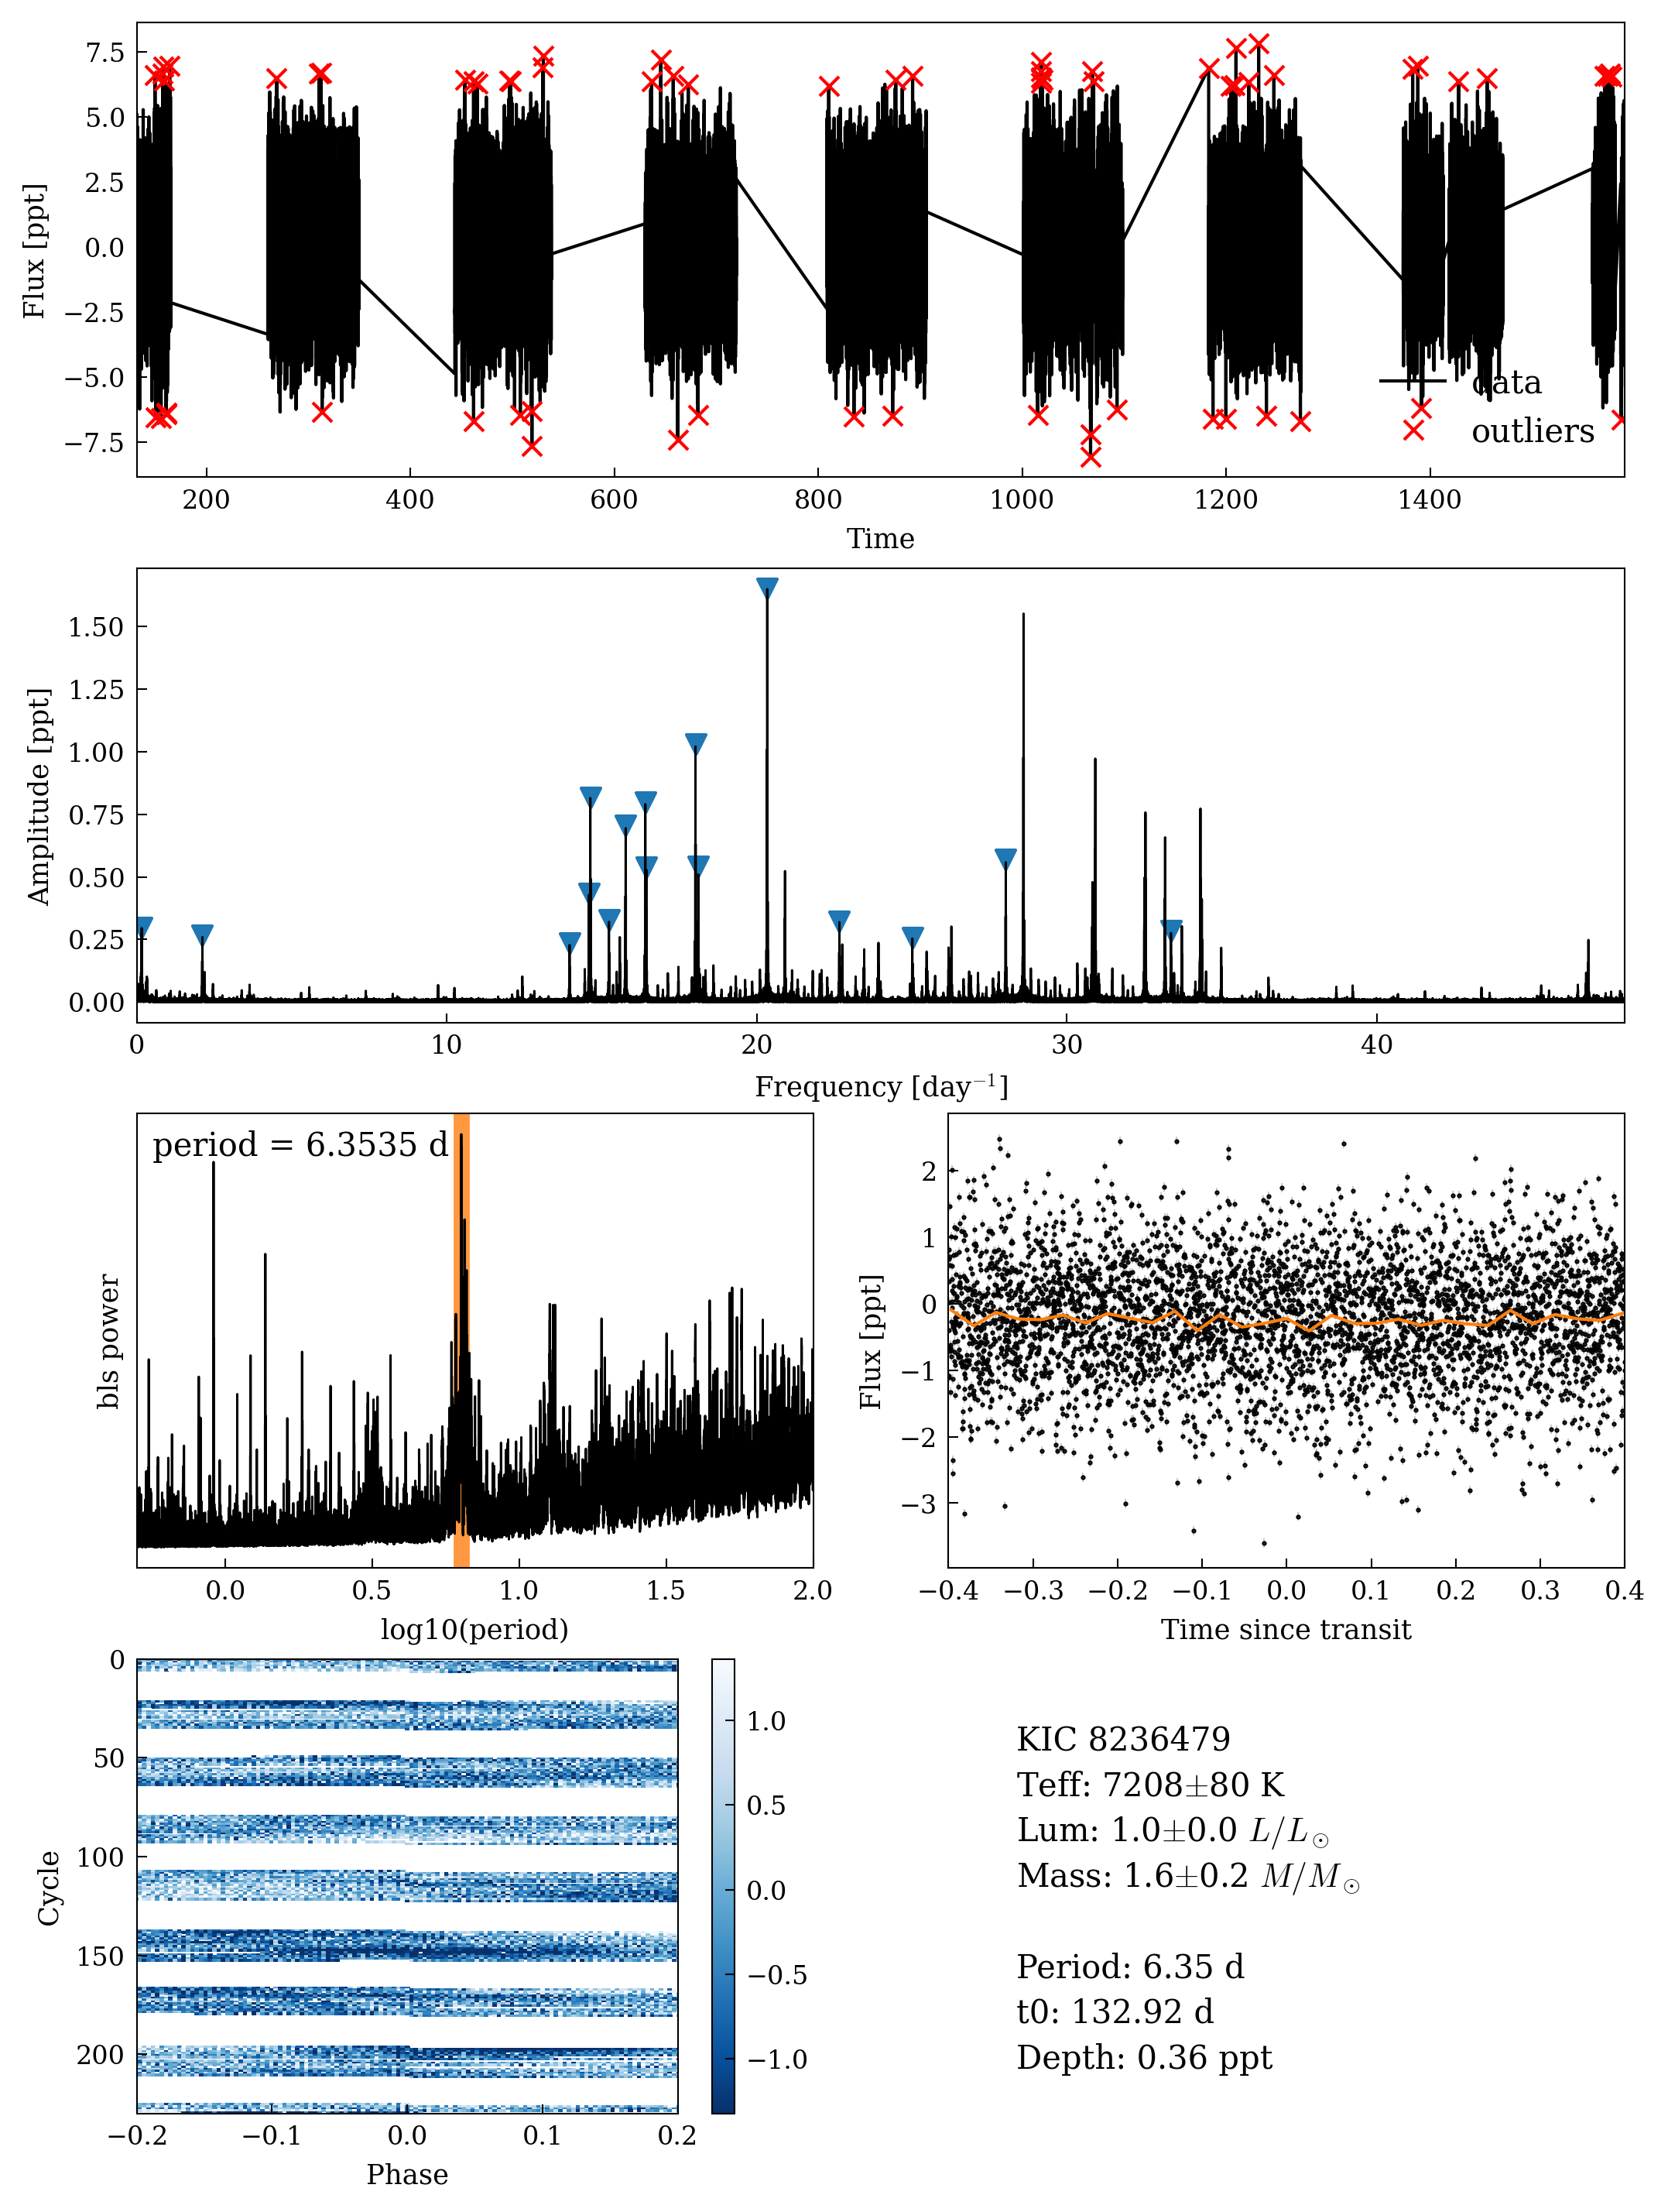 7.5
5.0
2.5
0.0
−2.5
−5.0
−7.5
Flux [ppt]
data
outliers
200 400 600 800 1000 1200 1400
Time
1.50
1.25
1.00
0.75
0.50
0.25
0.00
Amplitude [ppt]
0 10 20 30 40
Frequency [day⁻¹]
period = 6.3535 d
bls power
0.0 0.5 1.0 1.5 2.0
log10(period)
2
1
0
−1
−2
−3
Flux [ppt]
−0.4 −0.3 −0.2 −0.1 0.0 0.1 0.2 0.3 0.4
Time since transit
0
50
100
150
200
Cycle
−0.2 −0.1 0.0 0.1 0.2
Phase
1.0
0.5
0.0
−0.5
−1.0
KIC 8236479
Teff: 7208±80 K
Lum: 1.0±0.0 L/L⊙
Mass: 1.6±0.2 M/M⊙
Period: 6.35 d
t0: 132.92 d
Depth: 0.36 ppt